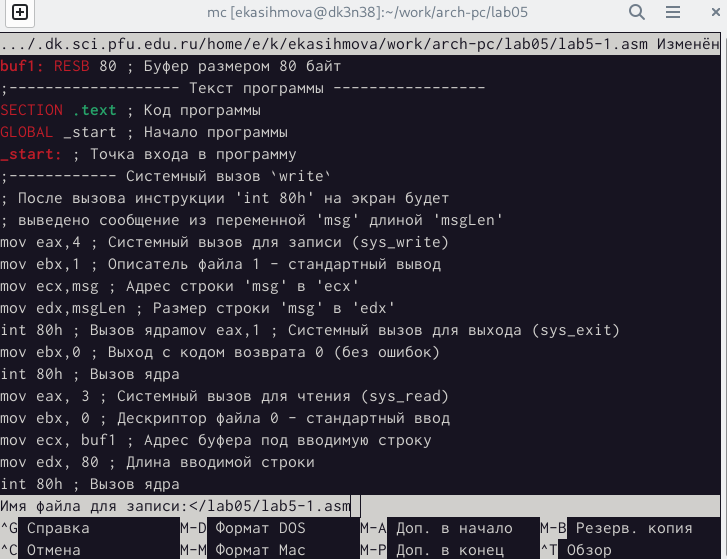 mc [ekasihmova@dk3n38]:~/work/arch-pc/lab05
.../.dk.sci.pfu.edu.ru/home/e/k/ekasihmova/work/arch-pc/lab05/lab5-1.asm Изменён
buf1: RESB 80 ; Буфер размером 80 байт
;------------------- Текст программы -----------------
SECTION .text ; Код программы
GLOBAL _start ; Начало программы
_start: ; Точка входа в программу
;------------ Системный вызов `write`
; После вызова инструкции 'int 80h' на экран будет
; выведено сообщение из переменной 'msg' длиной 'msgLen'
mov eax,4 ; Системный вызов для записи (sys_write)
mov ebx,1 ; Описатель файла 1 - стандартный вывод
mov ecx,msg ; Адрес строки 'msg' в 'ecx'
mov edx,msgLen ; Размер строки 'msg' в 'edx'
int 80h ; Вызов ядраmov eax,1 ; Системный вызов для выхода (sys_exit)
mov ebx,0 ; Выход с кодом возврата 0 (без ошибок)
int 80h ; Вызов ядра
mov eax, 3 ; Системный вызов для чтения (sys_read)
mov ebx, 0 ; Дескриптор файла 0 - стандартный ввод
mov ecx, buf1 ; Адрес буфера под вводимую строку
mov edx, 80 ; Длина вводимой строки
int 80h ; Вызов ядра
Имя файла для записи:</lab05/lab5-1.asm
^G Справка M-D Формат DOS M-A Доп. в начало M-B Резерв. копия
^C Отмена M-M Формат Mac M-P Доп. в конец ^T Обзор